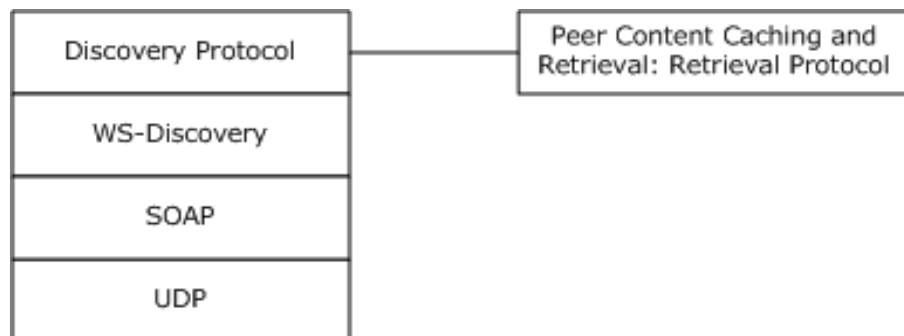 Discovery Protocol
Peer Content Caching and
Retrieval: Retrieval Protocol
WS-Discovery
SOAP
UDP